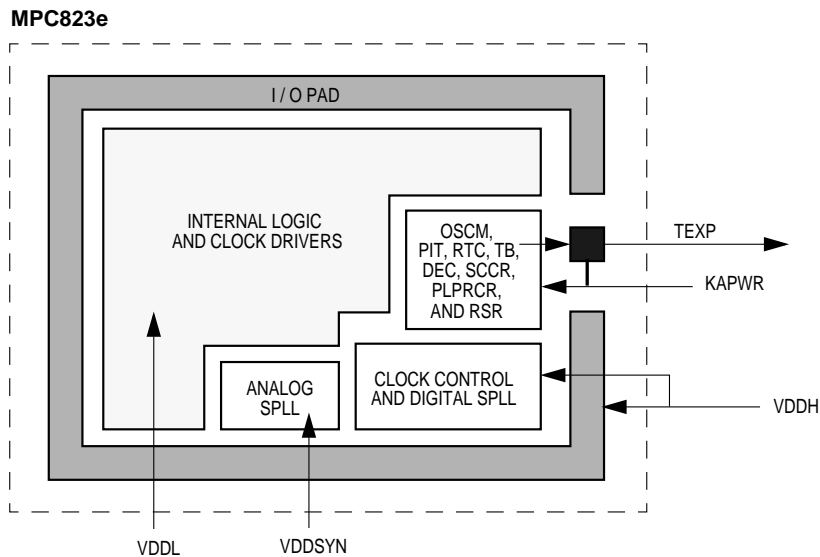 MPC823e
I / O PAD
INTERNAL LOGIC
AND CLOCK DRIVERS
OSCM,
PIT, RTC, TB,
DEC, SCCR,
PLPRCR,
AND RSR
TEXP
KAPWR
ANALOG
SPLL
CLOCK CONTROL
AND DIGITAL SPLL
VDDH
VDDL
VDDSYN